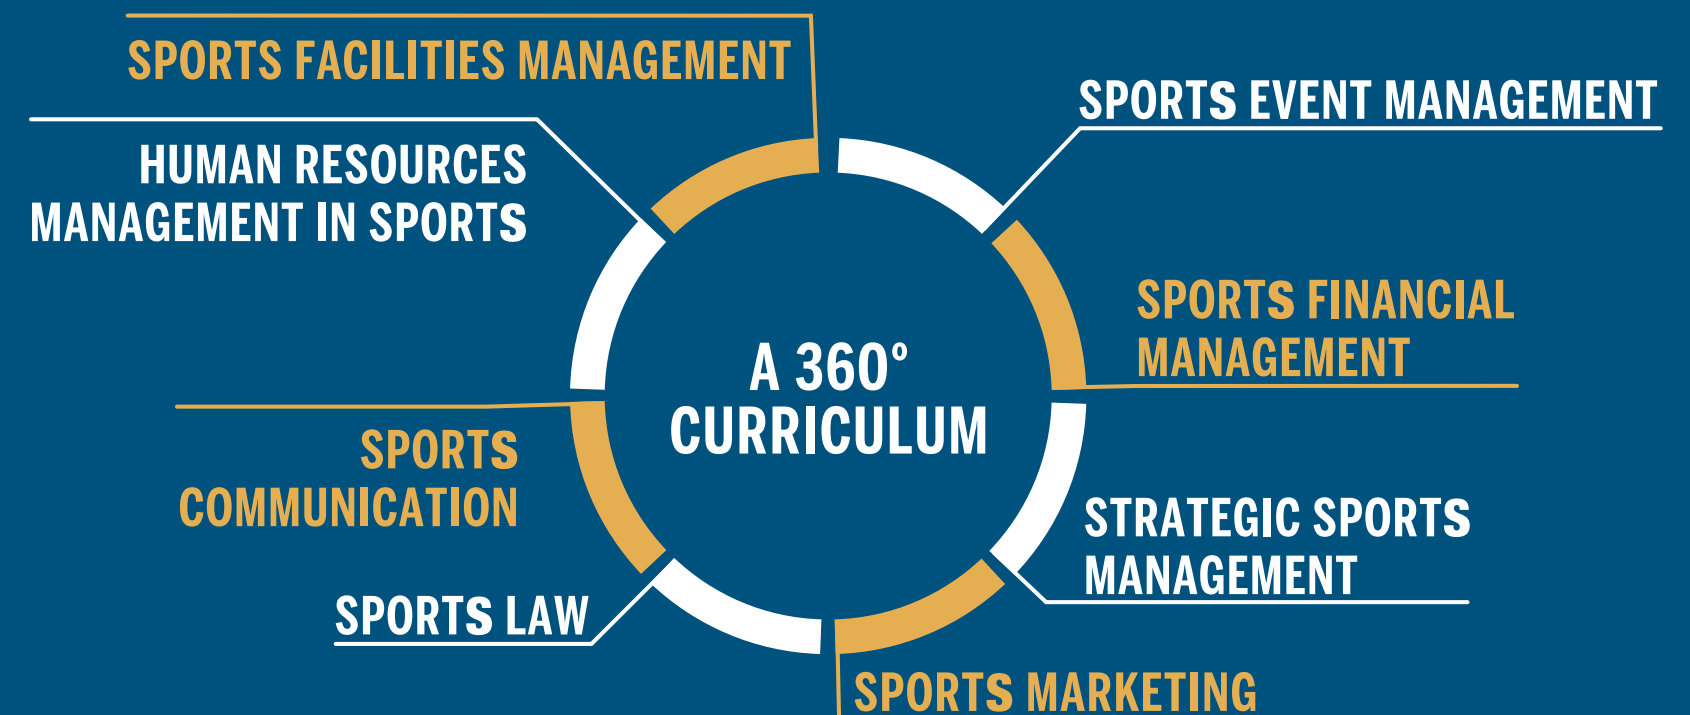 SPORTS FACILITIES MANAGEMENT
SPORTS EVENT MANAGEMENT
HUMAN RESOURCES
MANAGEMENT IN SPORTS
SPORTS FINANCIAL
MANAGEMENT
A 360º
CURRICULUM
SPORTS
COMMUNICATION
STRATEGIC SPORTS
MANAGEMENT
SPORTS LAW
SPORTS MARKETING